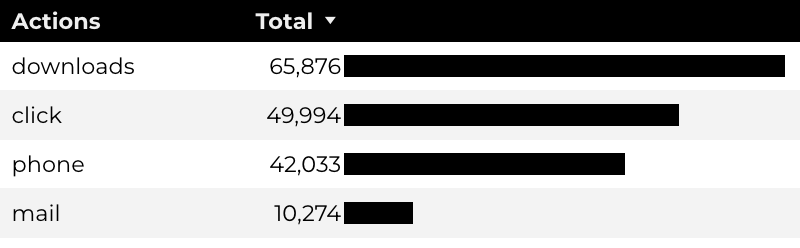 Actions Total ▼
downloads 65,876
click 49,994
phone 42,033
mail 10,274